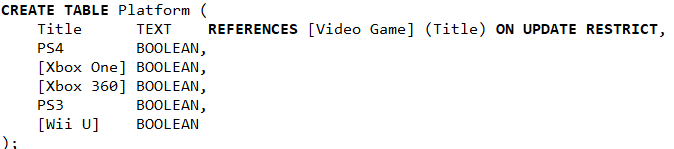 CREATE TABLE Platform (
    Title      TEXT    REFERENCES [Video Game] (Title) ON UPDATE RESTRICT,
    PS4        BOOLEAN,
    [Xbox One] BOOLEAN,
    [Xbox 360] BOOLEAN,
    PS3        BOOLEAN,
    [Wii U]    BOOLEAN
);